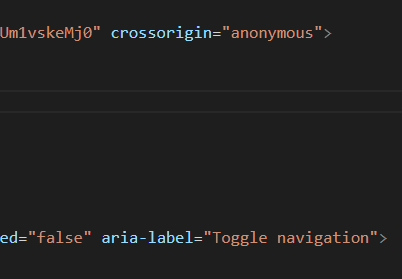 Um1vskeMj0" crossorigin="anonymous">
ed="false" aria-label="Toggle navigation">